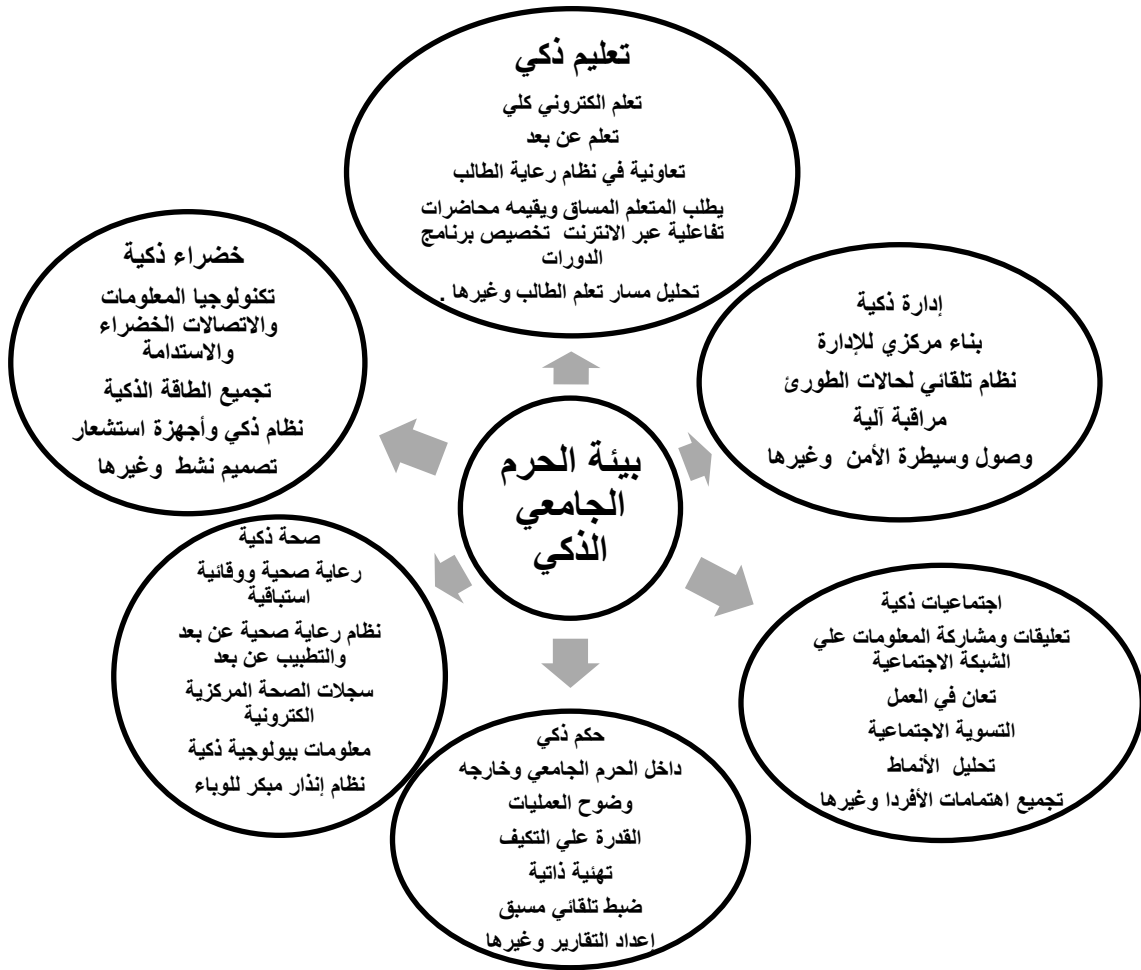 تعليم ذكي
تعلم الكتروني كلي
تعلم عن بعد
تعاونية في نظام رعاية الطالب
يطلب المتعلم المساق ويقيمه محاضرات
تفاعلية عبر الانترنت تخصيص برنامج
الدورات
تحليل مسار تعلم الطالب وغيرها .
إدارة ذكية
بناء مركزي للإدارة
نظام تلقائي لحالات الطورئ
مراقبة آلية
وصول وسيطرة الأمن وغيرها
اجتماعيات ذكية
تعليقات ومشاركة المعلومات علي
الشبكة الاجتماعية
تعان في العمل
التسوية الاجتماعية
تحليل الأنماط
تجميع اهتمامات الأفردا وغيرها
حكم ذكي
داخل الحرم الجامعي وخارجه
وضوح العمليات
القدرة علي التكيف
تهئية ذاتية
ضبط تلقائي مسبق
إعداد التقارير وغيرها
صحة ذكية
رعاية صحية ووقائية
استباقية
نظام رعاية صحية عن بعد
والتطبيب عن بعد
سجلات الصحة المركزية
الكترونية
معلومات بيولوجية ذكية
نظام إنذار مبكر للوباء
خضراء ذكية
تكنولوجيا المعلومات
والاتصالات الخضراء
والاستدامة
تجميع الطاقة الذكية
نظام ذكي وأجهزة استشعار
تصميم نشط وغيرها
بيئة الحرم
الجامعي
الذكي